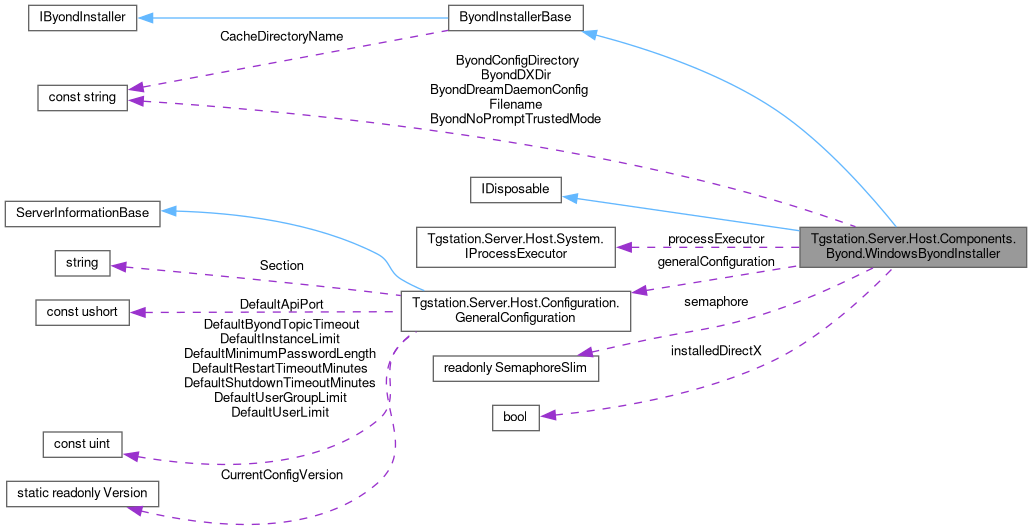 IByondInstaller
ByondInstallerBase
CacheDirectoryName
const string
ByondConfigDirectory
ByondDXDir
ByondDreamDaemonConfig
Filename
ByondNoPromptTrustedMode
IDisposable
ServerInformationBase
Tgstation.Server.Host.System.
IProcessExecutor
processExecutor
Tgstation.Server.Host.Components.
Byond.WindowsByondInstaller
string
Section
generalConfiguration
const ushort
DefaultApiPort
Tgstation.Server.Host.Configuration.
GeneralConfiguration
semaphore
DefaultByondTopicTimeout
DefaultInstanceLimit
DefaultMinimumPasswordLength
DefaultRestartTimeoutMinutes
DefaultShutdownTimeoutMinutes
DefaultUserGroupLimit
DefaultUserLimit
readonly SemaphoreSlim
installedDirectX
bool
const uint
CurrentConfigVersion
static readonly Version